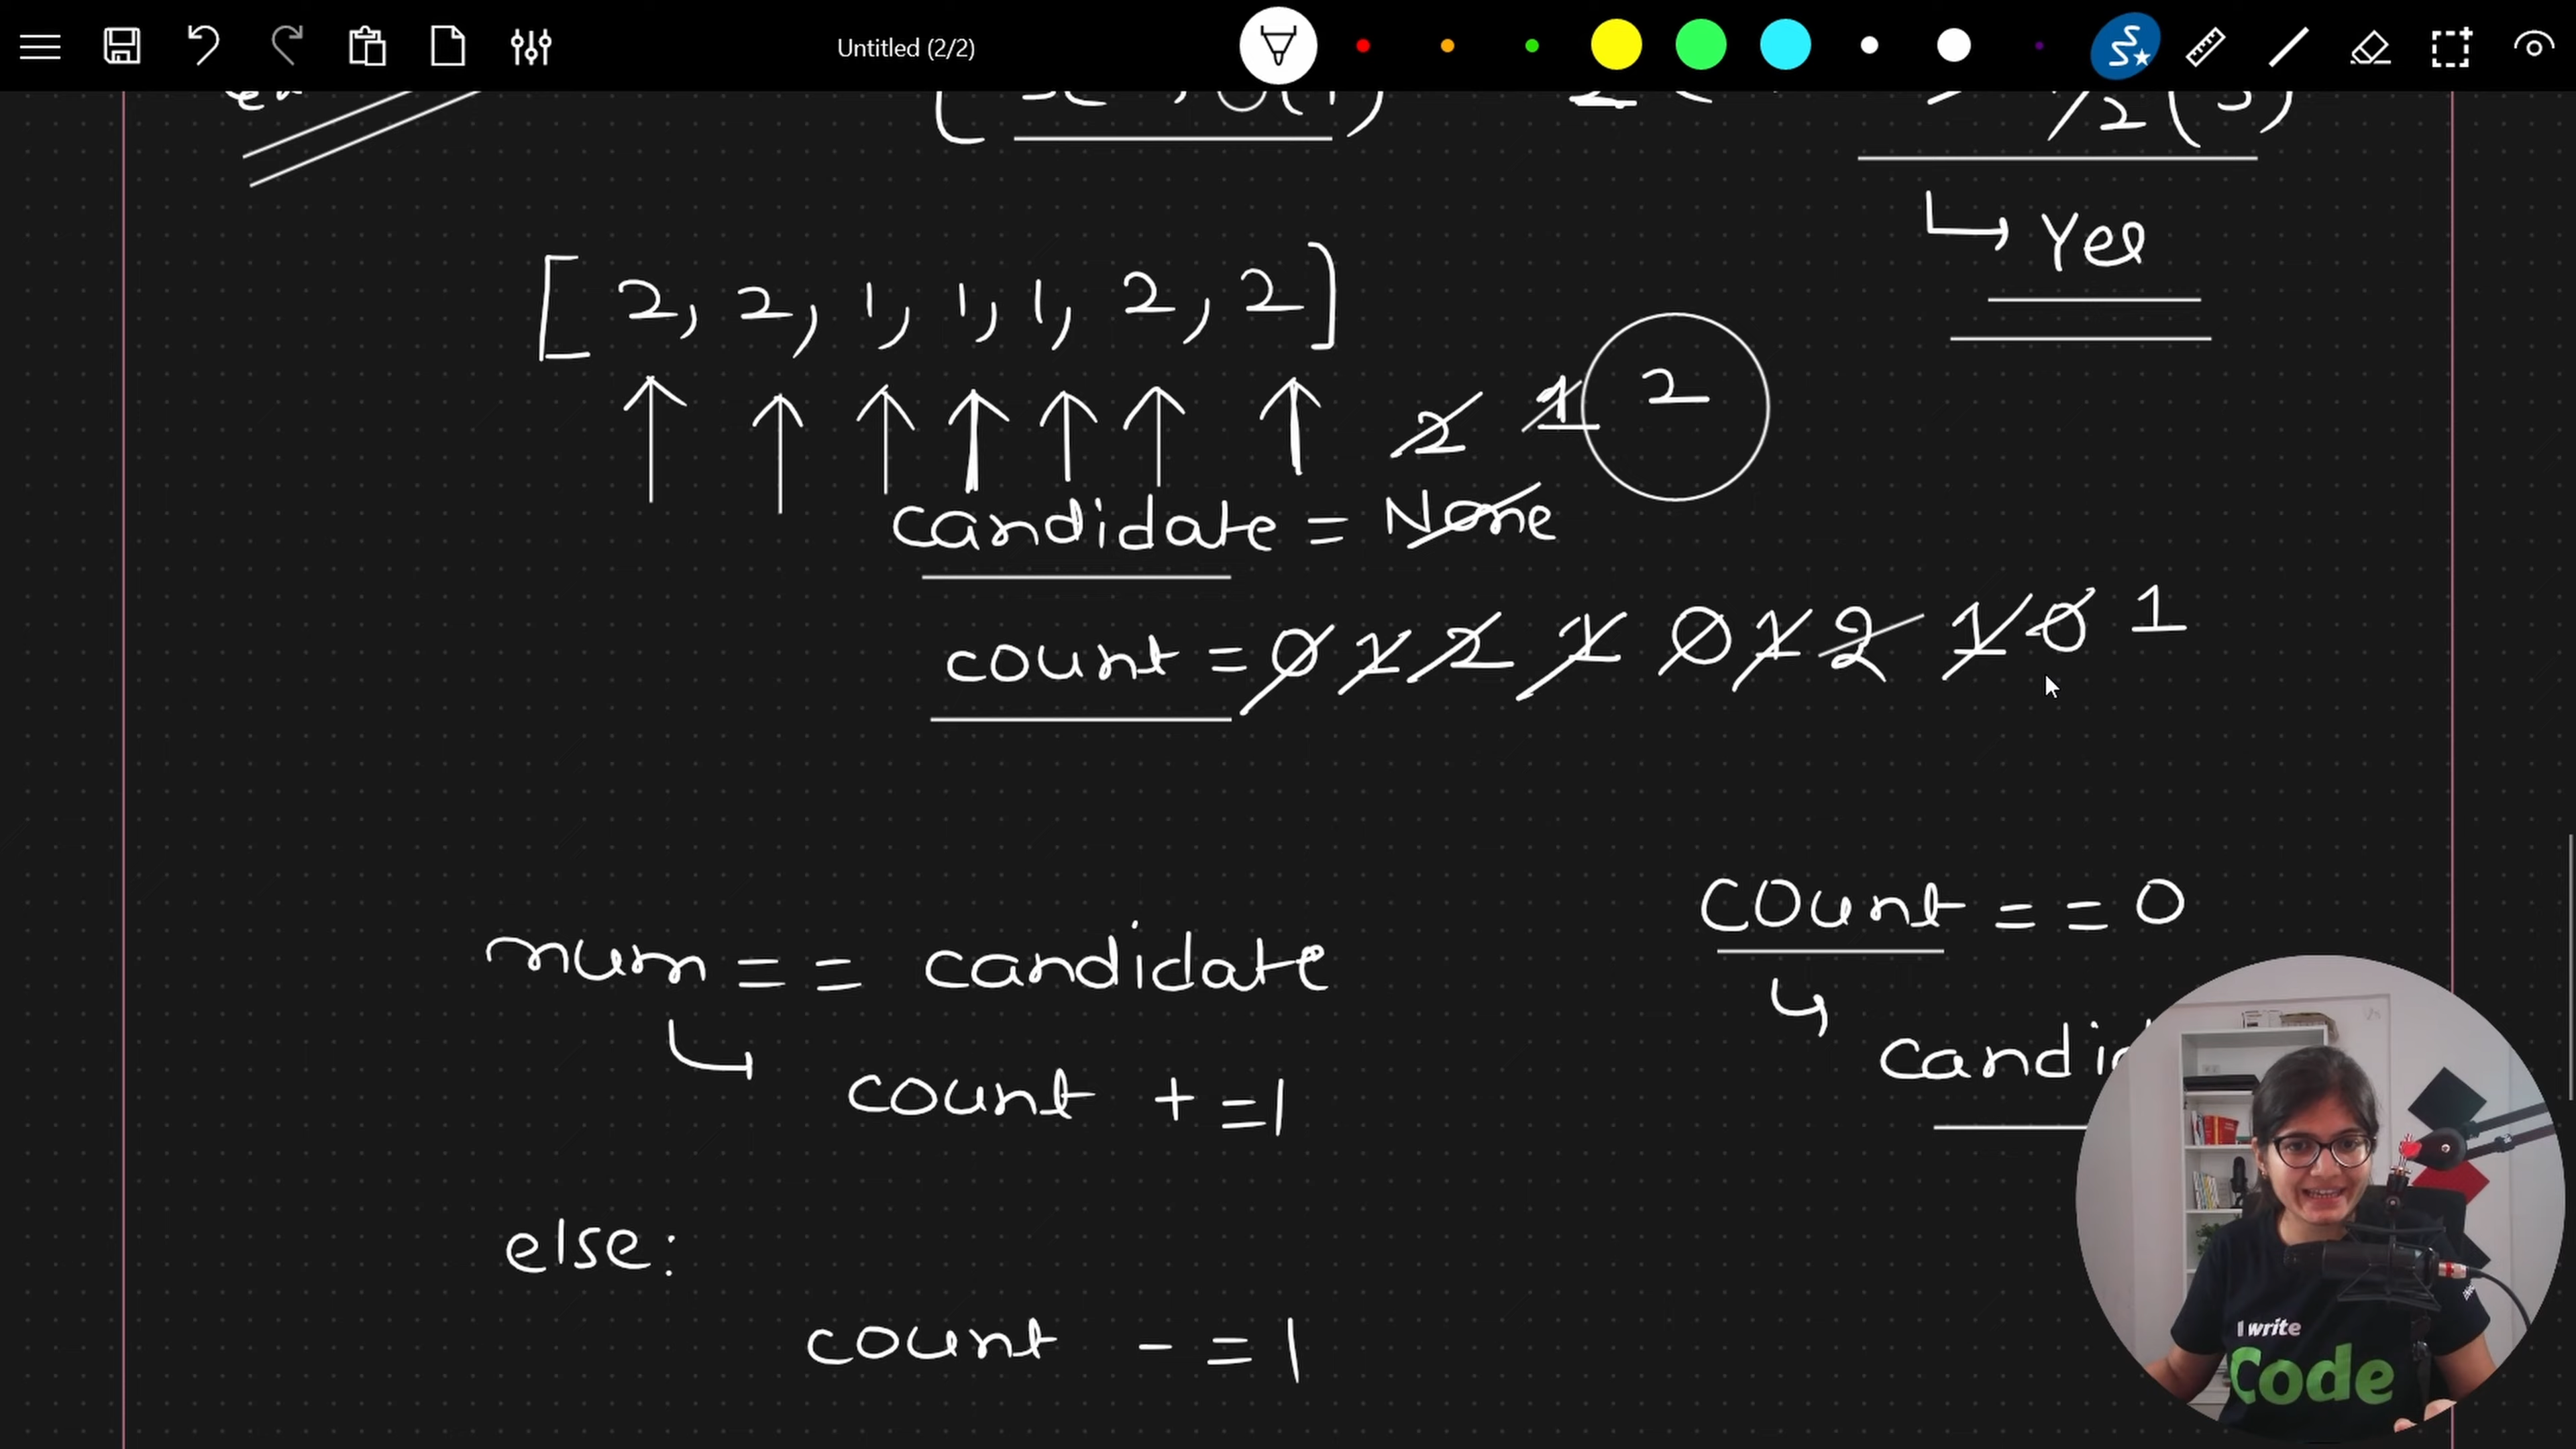 Untitled (2/2)
Yes
[ 2, 2, 1, 1, 1, 2, 2 ]
2 1 2
candidate = None
count = 0 1 2 1 0 1 2 1 0 1
count == 0
num == candidate
candid
count +=1
else:
count -=1
I write
Code